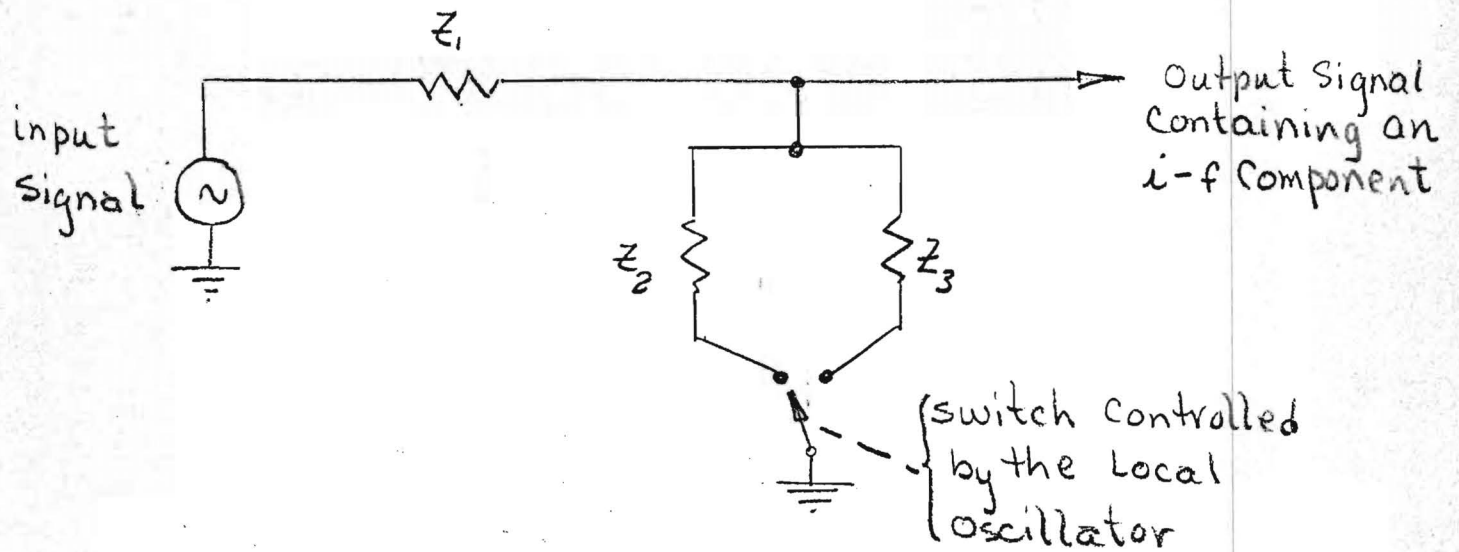 Z₁
input
signal
~
Output Signal
Containing an
i-f Component
Z₂
Z₃
switch Controlled
by the Local
Oscillator